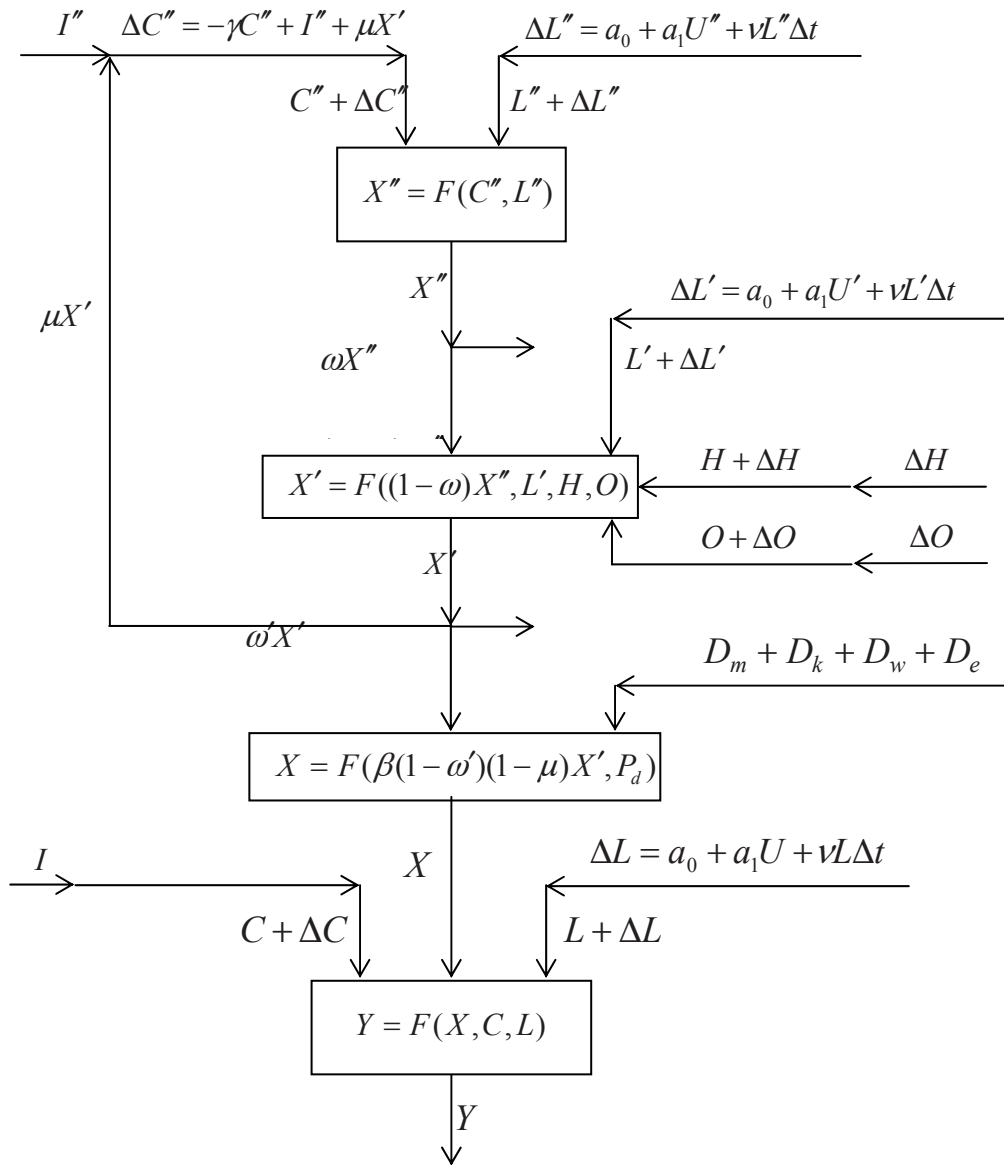 I″ ΔC″ = −γC″ + I″ + μX′ ΔL″ = a₀ + a₁U″ + νL″Δt
C″ + ΔC″ L″ + ΔL″
X″ = F(C″, L″)
X″
ΔL′ = a₀ + a₁U′ + νL′Δt
μX′
ωX″ L′ + ΔL′
H + ΔH ΔH
X′ = F((1 − ω)X″, L′, H, O)
O + ΔO ΔO
X′
ω′X′
D_m + D_k + D_w + D_e
X = F(β(1 − ω′)(1 − μ)X′, P_d)
I X ΔL = a₀ + a₁U + νLΔt
C + ΔC L + ΔL
Y = F(X, C, L)
Y